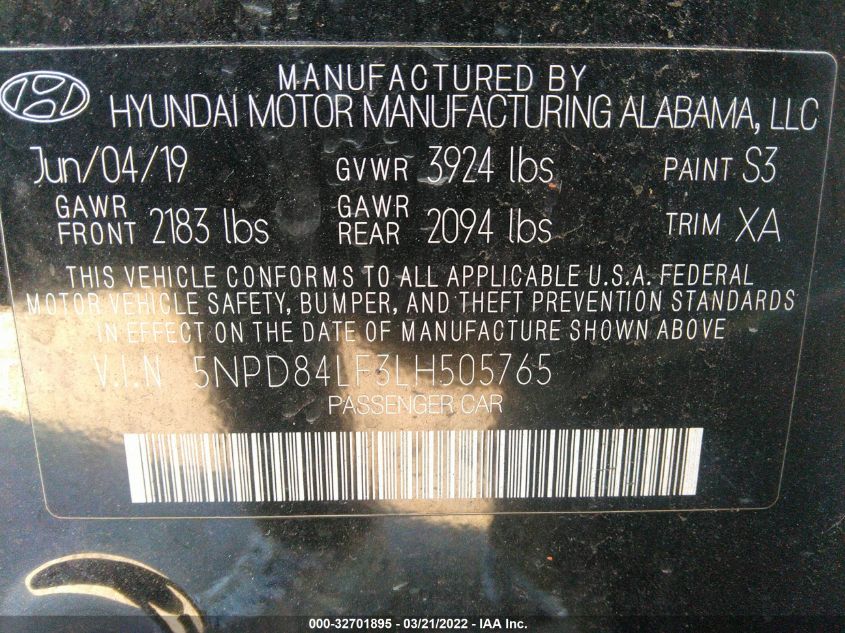 MANUFACTURED BY
HYUNDAI MOTOR MANUFACTURING ALABAMA, LLC
Jun/04/19 GVWR 3924 lbs PAINT S3
GAWR FRONT 2183 lbs GAWR REAR 2094 lbs TRIM XA
THIS VEHICLE CONFORMS TO ALL APPLICABLE U.S.A. FEDERAL
MOTOR VEHICLE SAFETY, BUMPER, AND THEFT PREVENTION STANDARDS
IN EFFECT ON THE DATE OF MANUFACTURE SHOWN ABOVE
V.I.N 5NPD84LF3LH505765
PASSENGER CAR
000-32701895 - 03/21/2022 - IAA Inc.